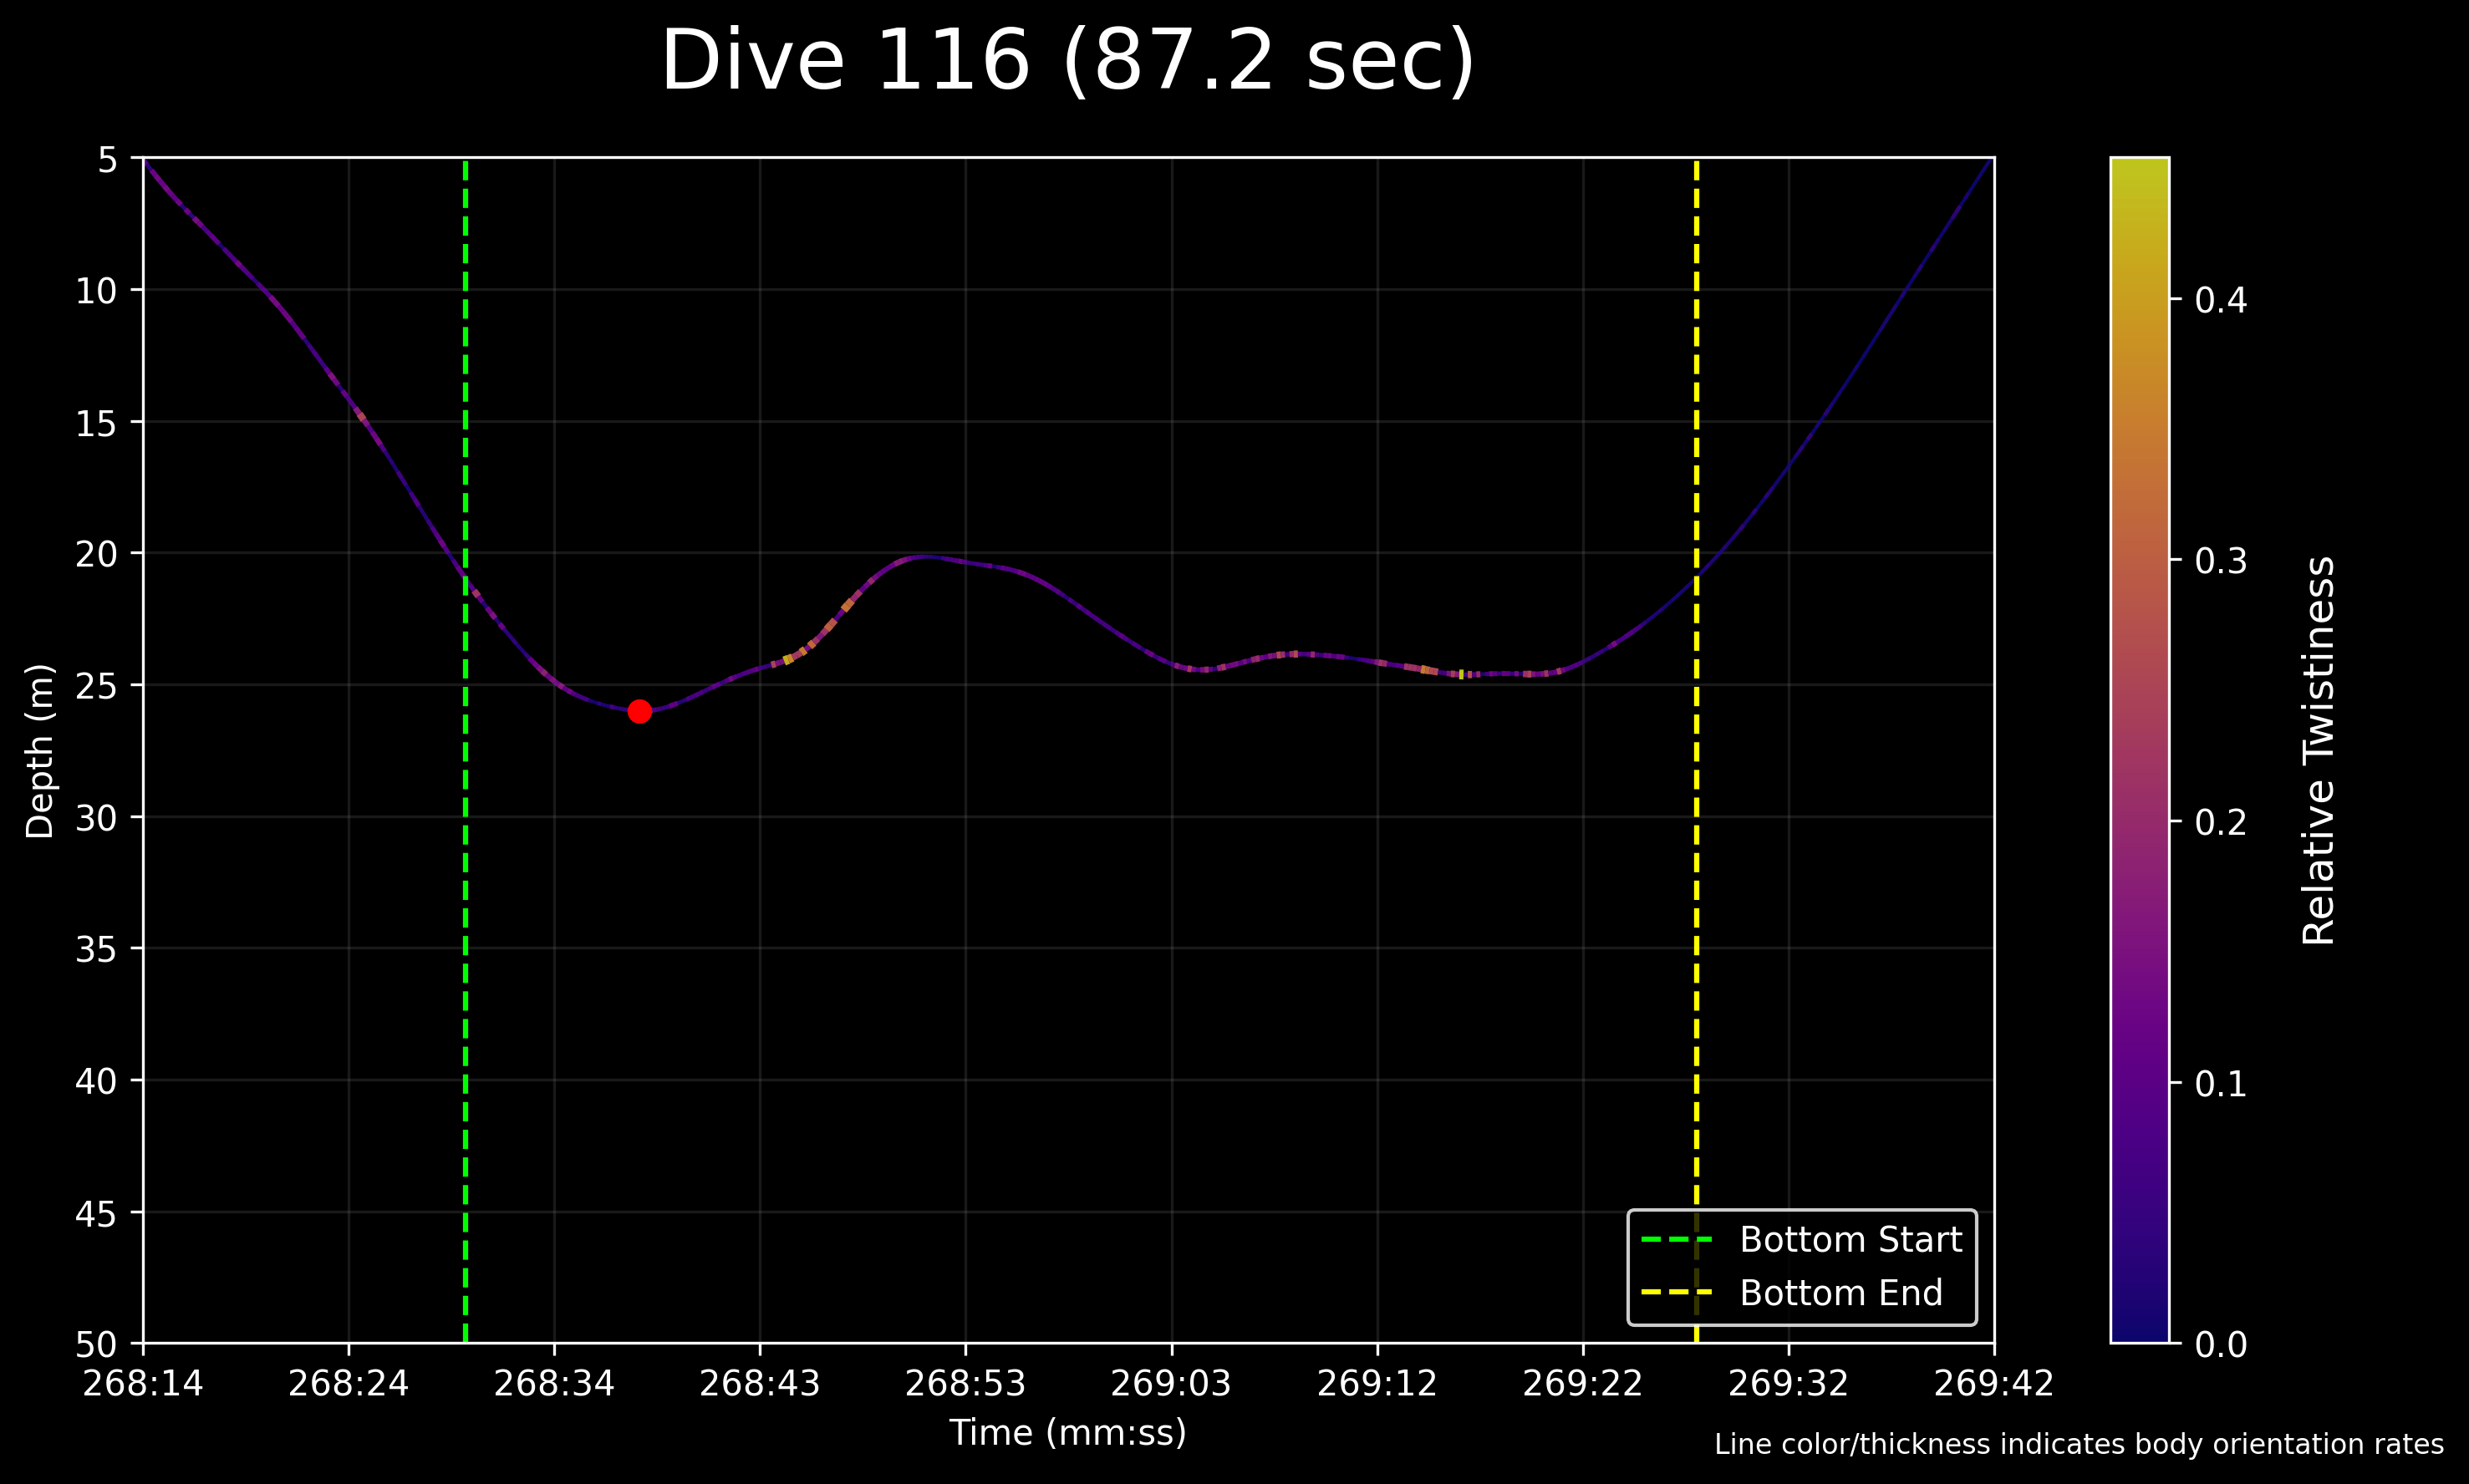 Dive 116 (87.2 sec)
5
10
15
20
25
30
35
40
45
50
Depth (m)
268:14 268:24 268:34 268:43 268:53 269:03 269:12 269:22 269:32 269:42
Time (mm:ss)
Bottom Start
Bottom End
0.4
0.3
0.2
0.1
0.0
Relative Twistiness
Line color/thickness indicates body orientation rates